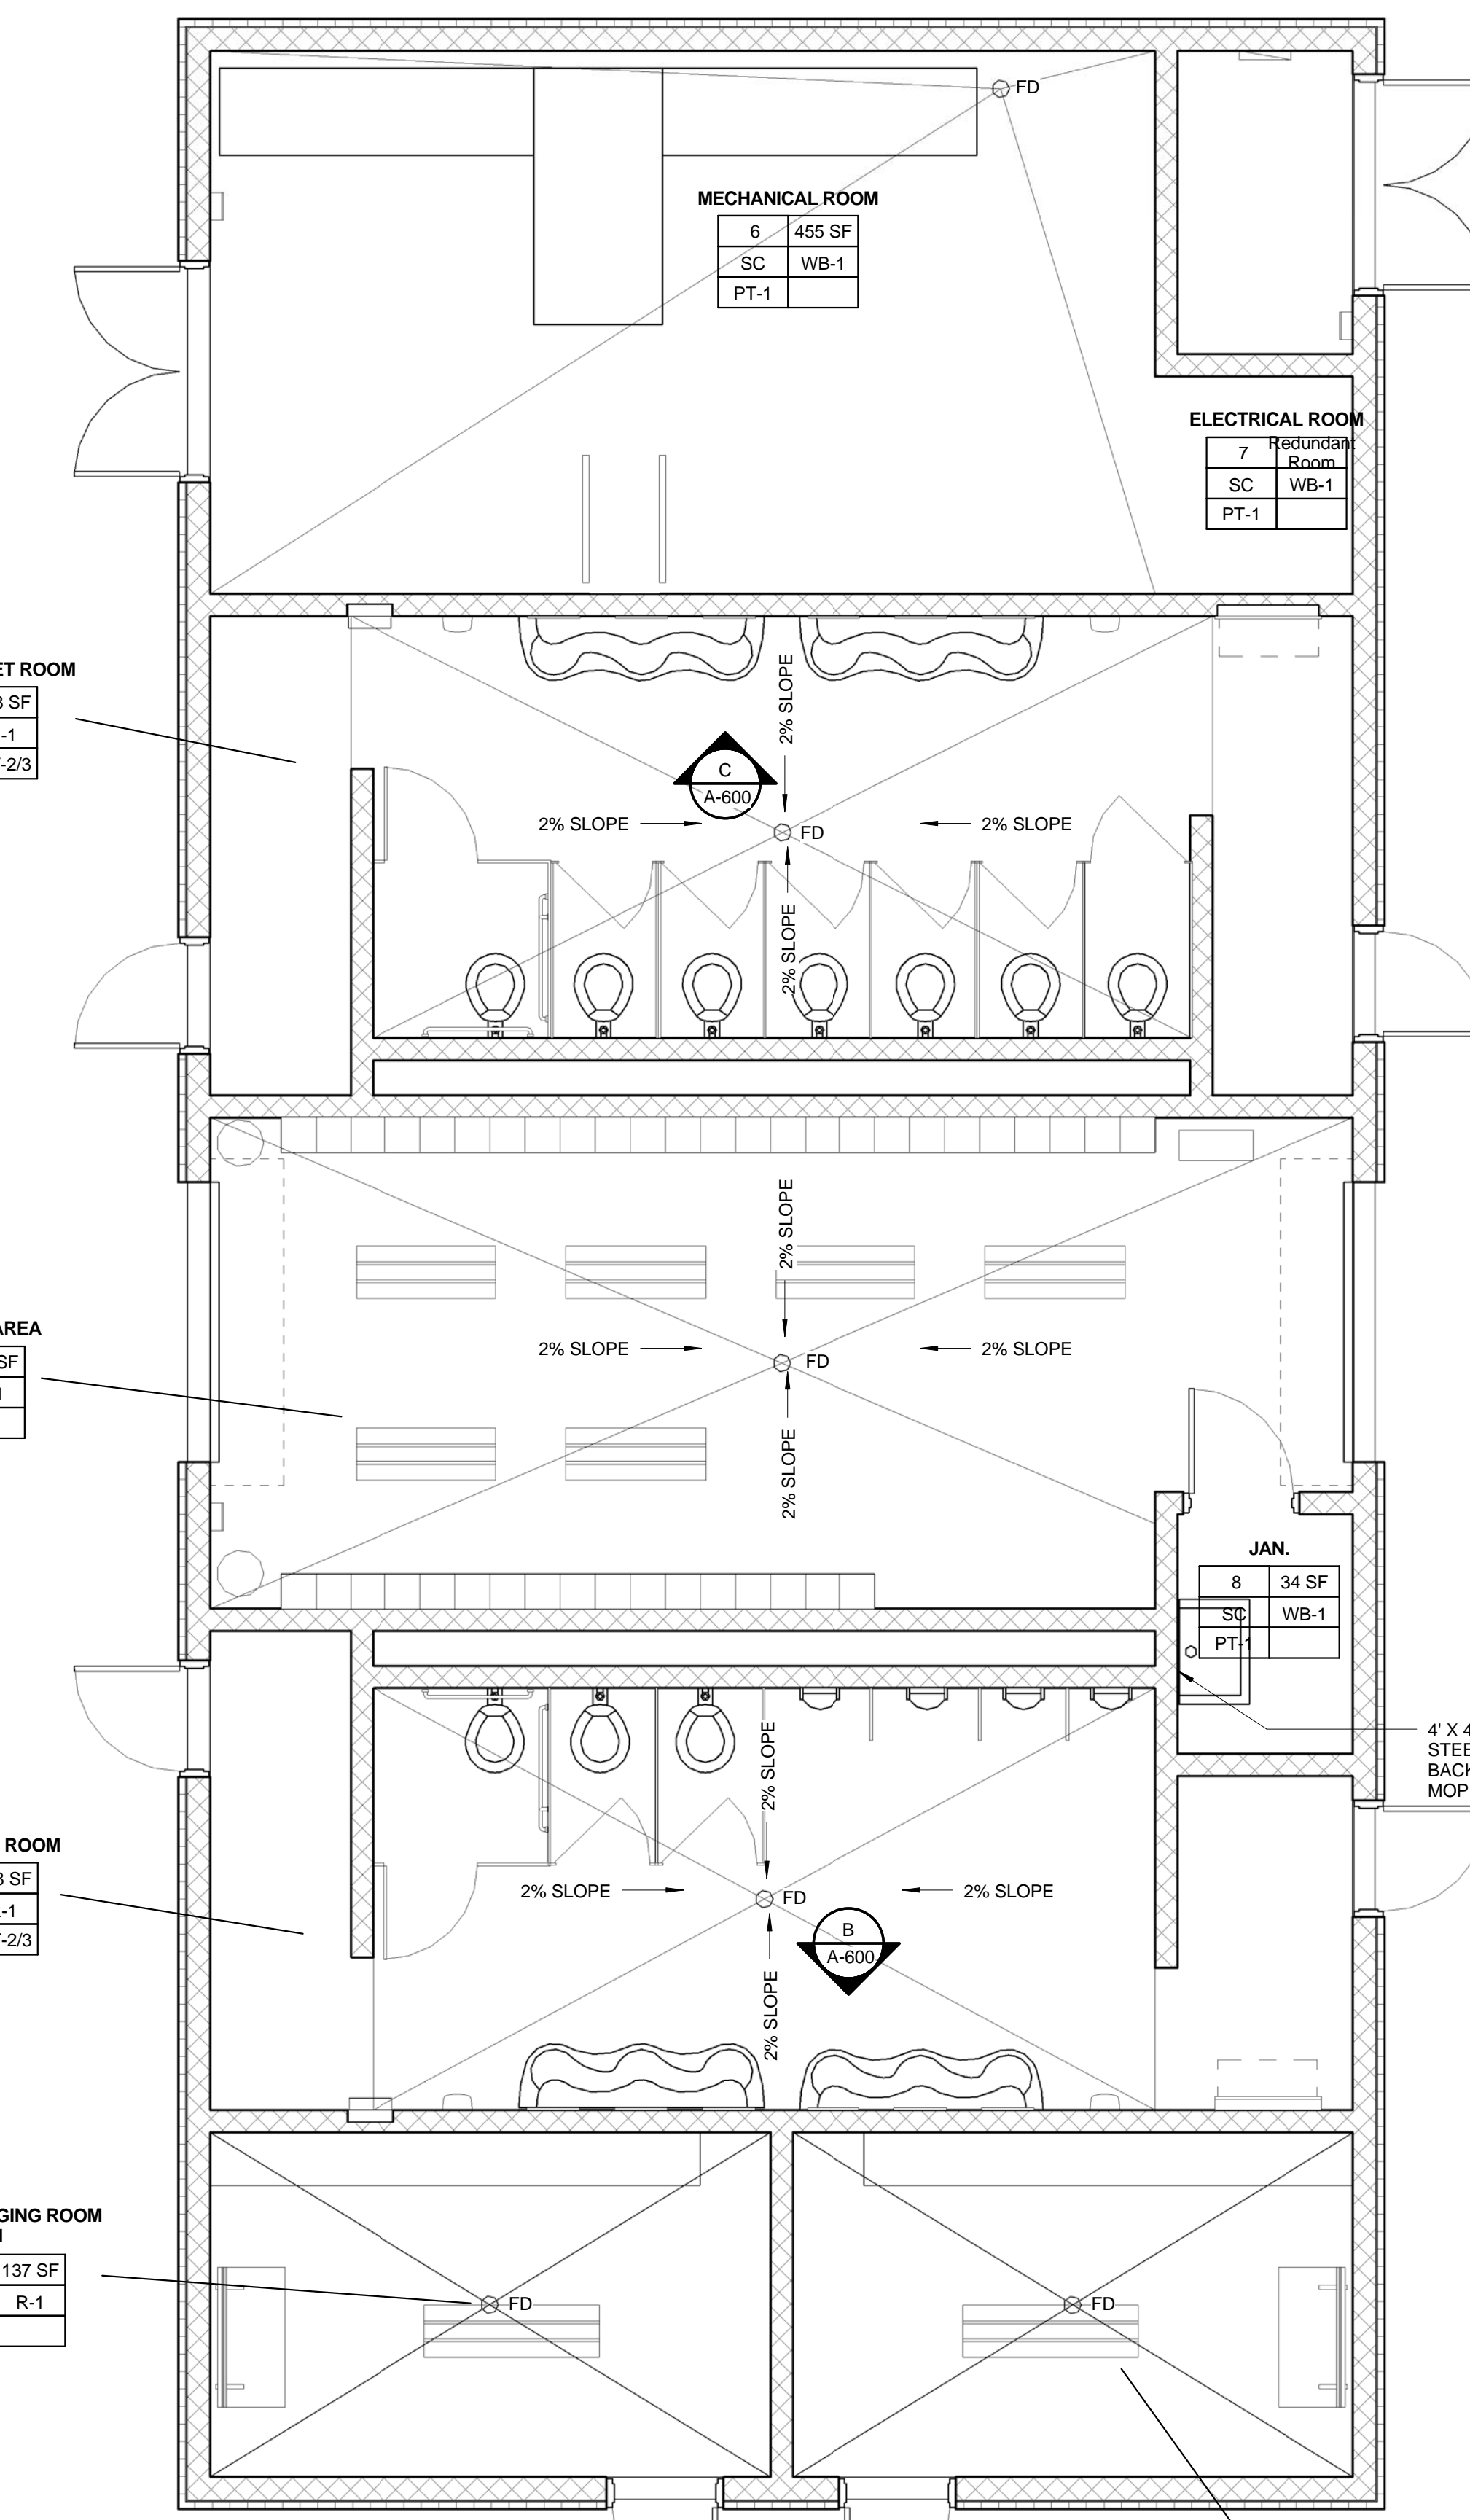 FD
MECHANICAL ROOM
6 455 SF
SC WB-1
PT-1
ELECTRICAL ROOM
7 Redundant Room
SC WB-1
PT-1
ET ROOM
SF
-1
-2/3
2% SLOPE
C
A-600
2% SLOPE
FD
2% SLOPE
2% SLOPE
2% SLOPE
AREA
SF
2% SLOPE
2% SLOPE
FD
2% SLOPE
JAN.
8 34 SF
SC WB-1
PT-1
4' X 4
STEE
BACK
MOP
2% SLOPE
ROOM
SF
-1
-2/3
2% SLOPE
FD
2% SLOPE
B
A-600
2% SLOPE
GING ROOM
137 SF
R-1
FD
FD